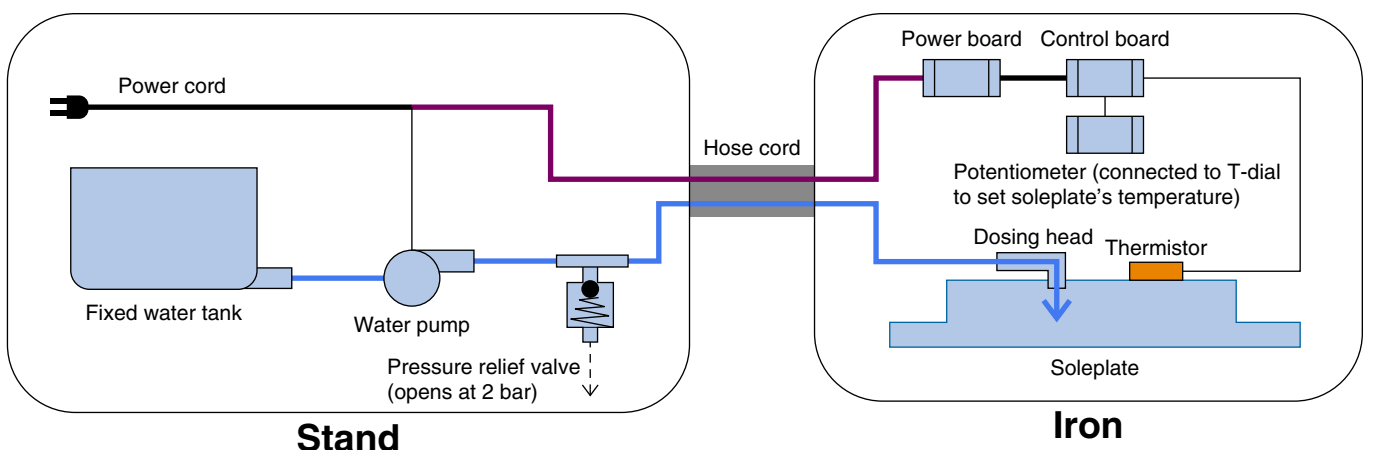 Power cord
Fixed water tank
Water pump
Pressure relief valve
(opens at 2 bar)
Stand
Hose cord
Power board
Control board
Potentiometer (connected to T-dial
to set soleplate's temperature)
Dosing head
Thermistor
Soleplate
Iron